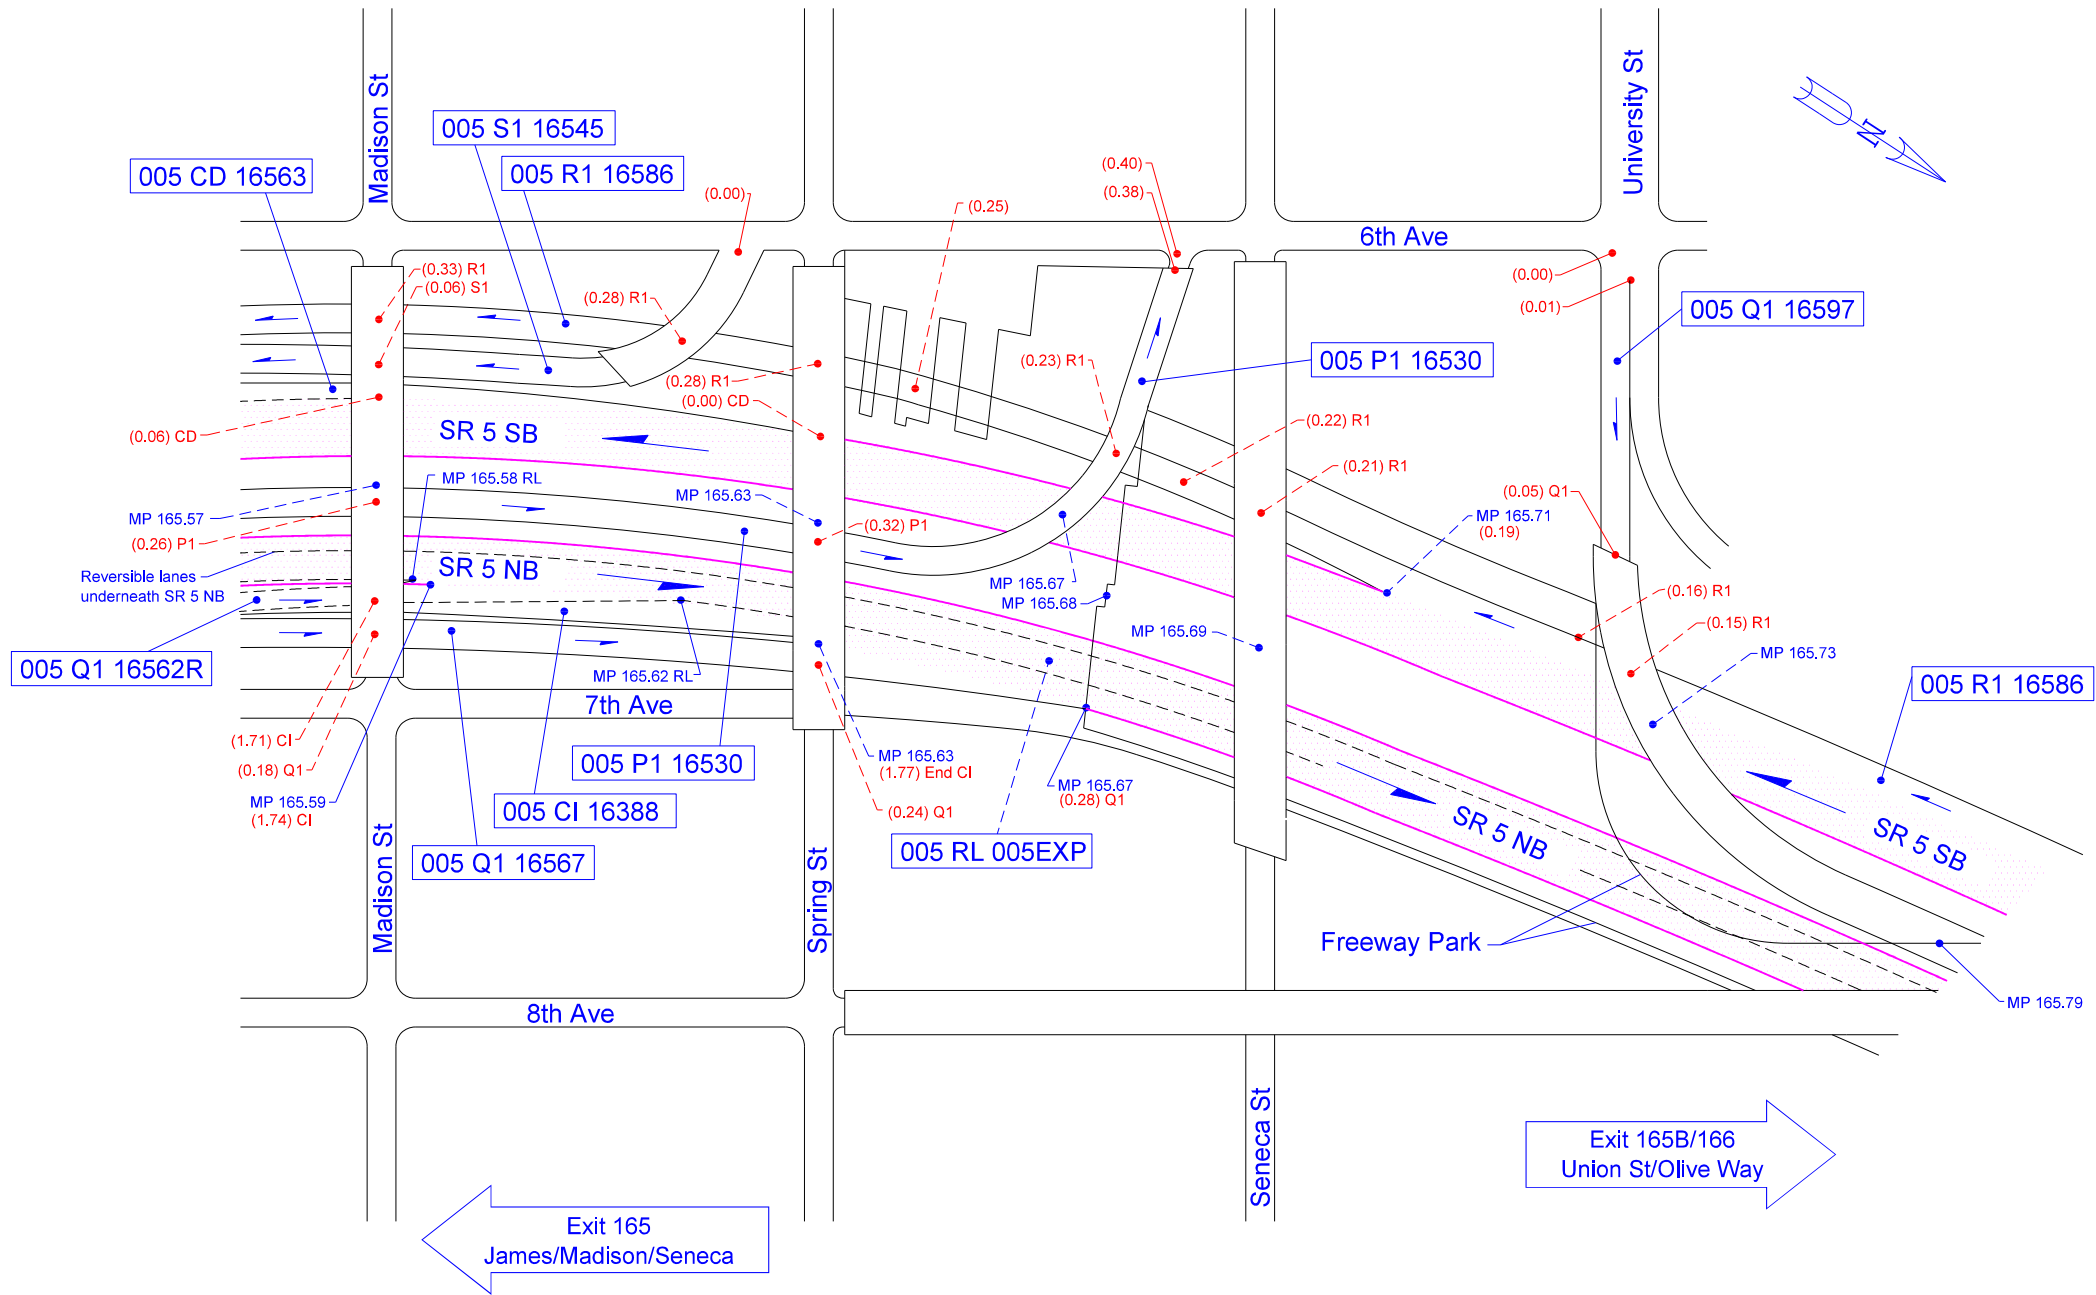 Madison St
University St
005 S1 16545
005 CD 16563
005 R1 16586
N
(0.40)
(0.38)
(0.00)
(0.25)
6th Ave
(0.33) R1
(0.06) S1
(0.28) R1
(0.00)
(0.01)
005 Q1 16597
(0.23) R1
005 P1 16530
(0.28) R1
(0.00) CD
(0.06) CD
SR 5 SB
(0.22) R1
MP 165.58 RL
MP 165.63
(0.21) R1
(0.05) Q1
MP 165.57
(0.26) P1
(0.32) P1
MP 165.71
(0.19)
Reversible lanes
underneath SR 5 NB
SR 5 NB
MP 165.67
MP 165.68
(0.16) R1
(0.15) R1
MP 165.69
MP 165.73
005 Q1 16562R
MP 165.62 RL
005 R1 16586
7th Ave
(1.71) CI
(0.18) Q1
MP 165.59
(1.74) CI
005 P1 16530
MP 165.63
(1.77) End CI
MP 165.67
(0.28) Q1
005 CI 16388
(0.24) Q1
SR 5 NB
SR 5 SB
005 Q1 16567
005 RL 005EXP
Madison St
Spring St
Freeway Park
MP 165.79
8th Ave
Seneca St
Exit 165B/166
Union St/Olive Way
Exit 165
James/Madison/Seneca